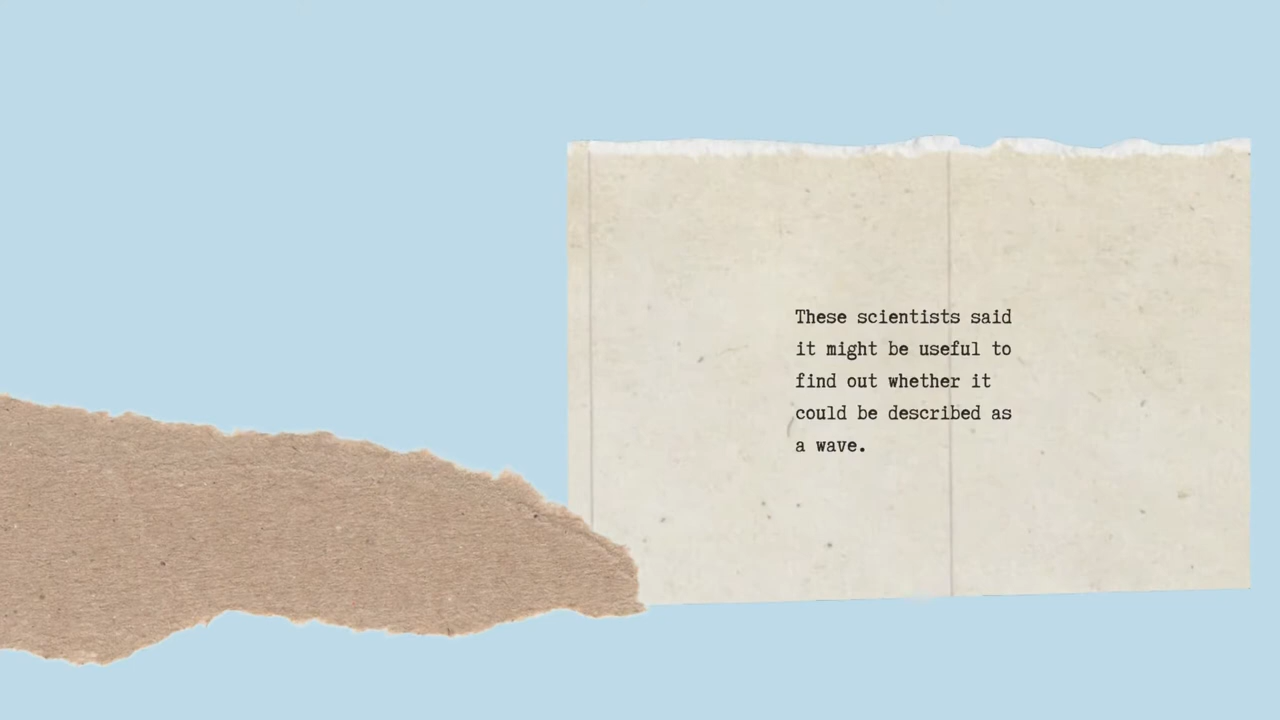 These scientists said
it might be useful to
find out whether it
could be described as
a wave.